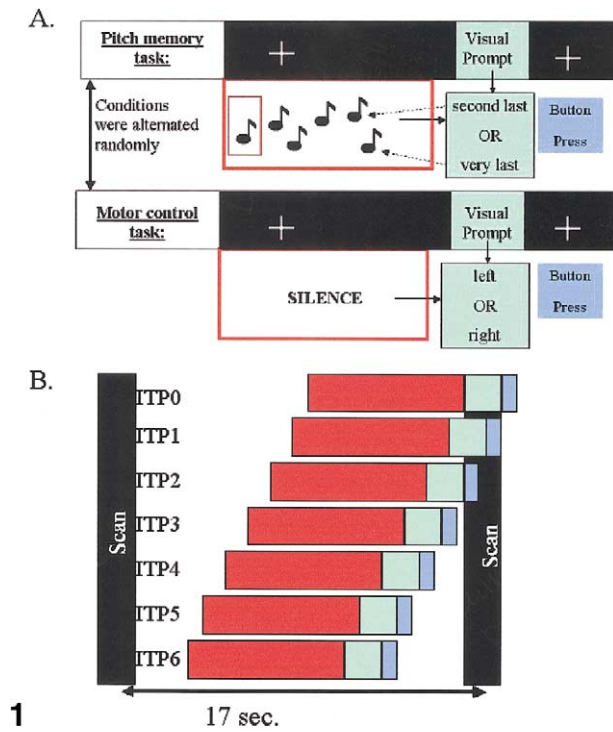 A.
Pitch memory
task:
Visual
Prompt
Conditions
were alternated
randomly
second last
OR
very last
Button
Press
Motor control
task:
Visual
Prompt
SILENCE
left
OR
right
Button
Press
B.
ITP0
ITP1
ITP2
ITP3
ITP4
ITP5
ITP6
Scan
Scan
1
17 sec.